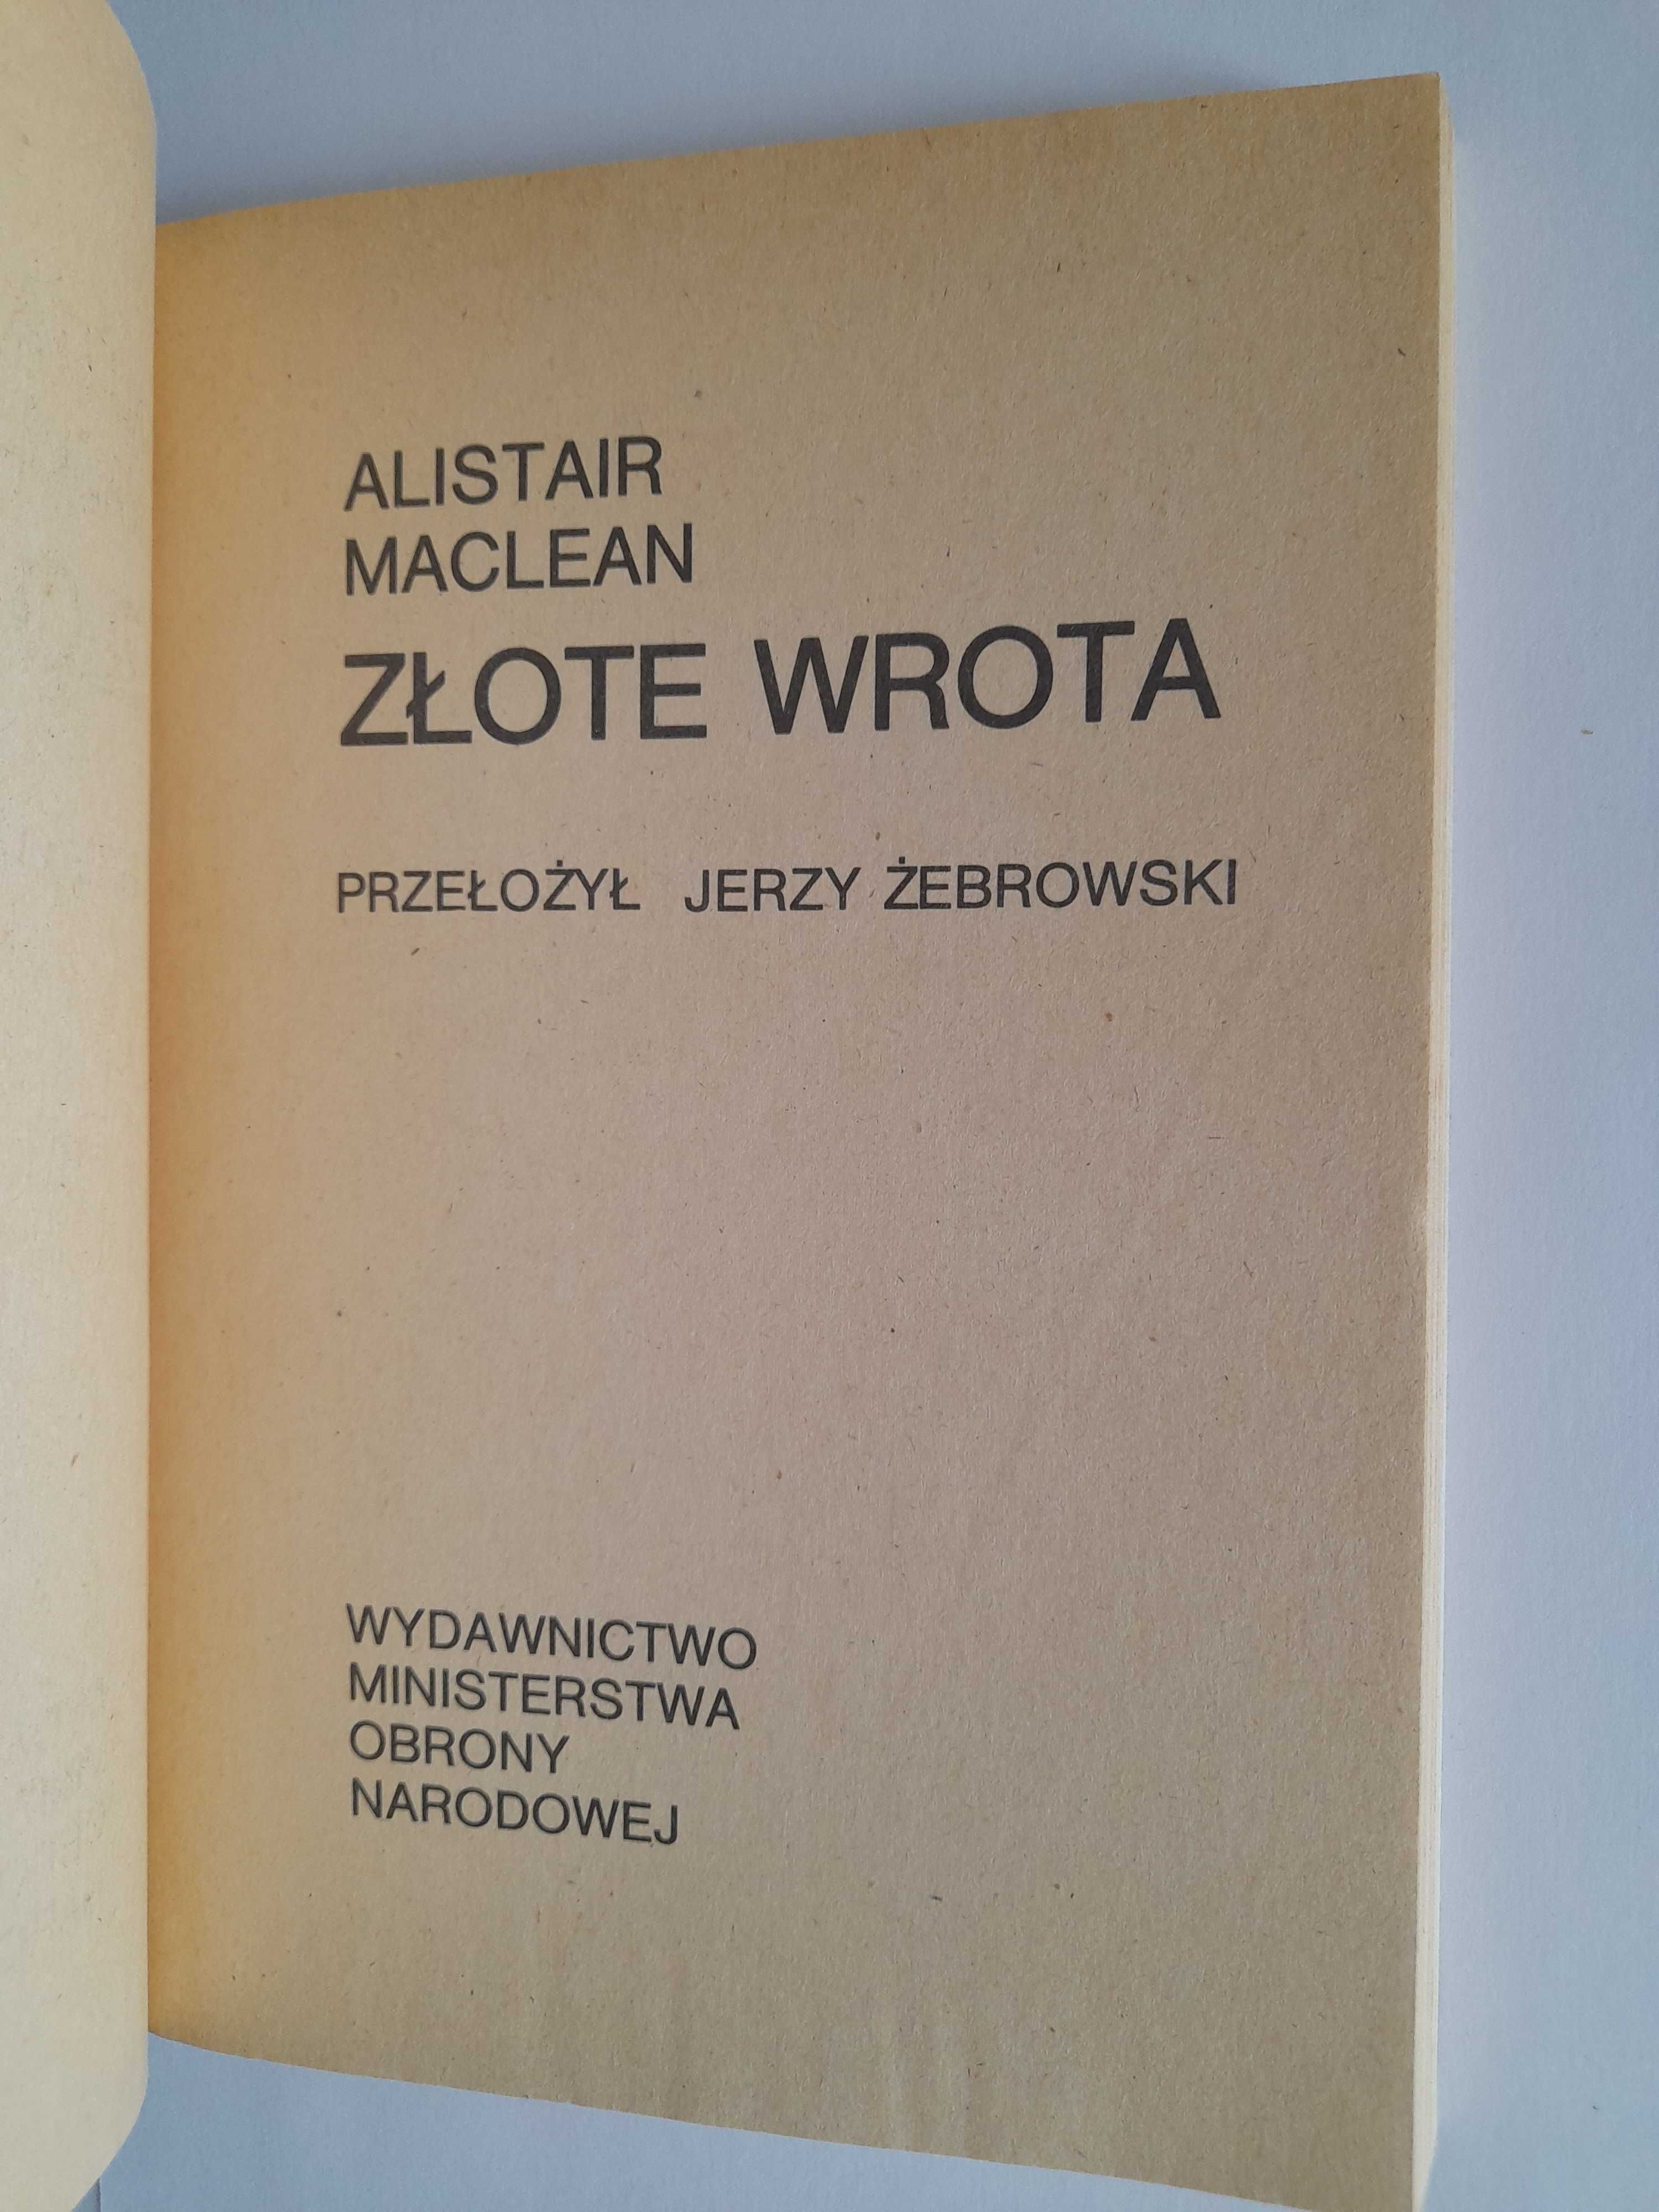 ALISTAIR
MACLEAN
ZŁOTE WROTA
PRZEŁOŻYŁ JERZY ŻEBROWSKI
WYDAWNICTWO
MINISTERSTWA
OBRONY
NARODOWEJ